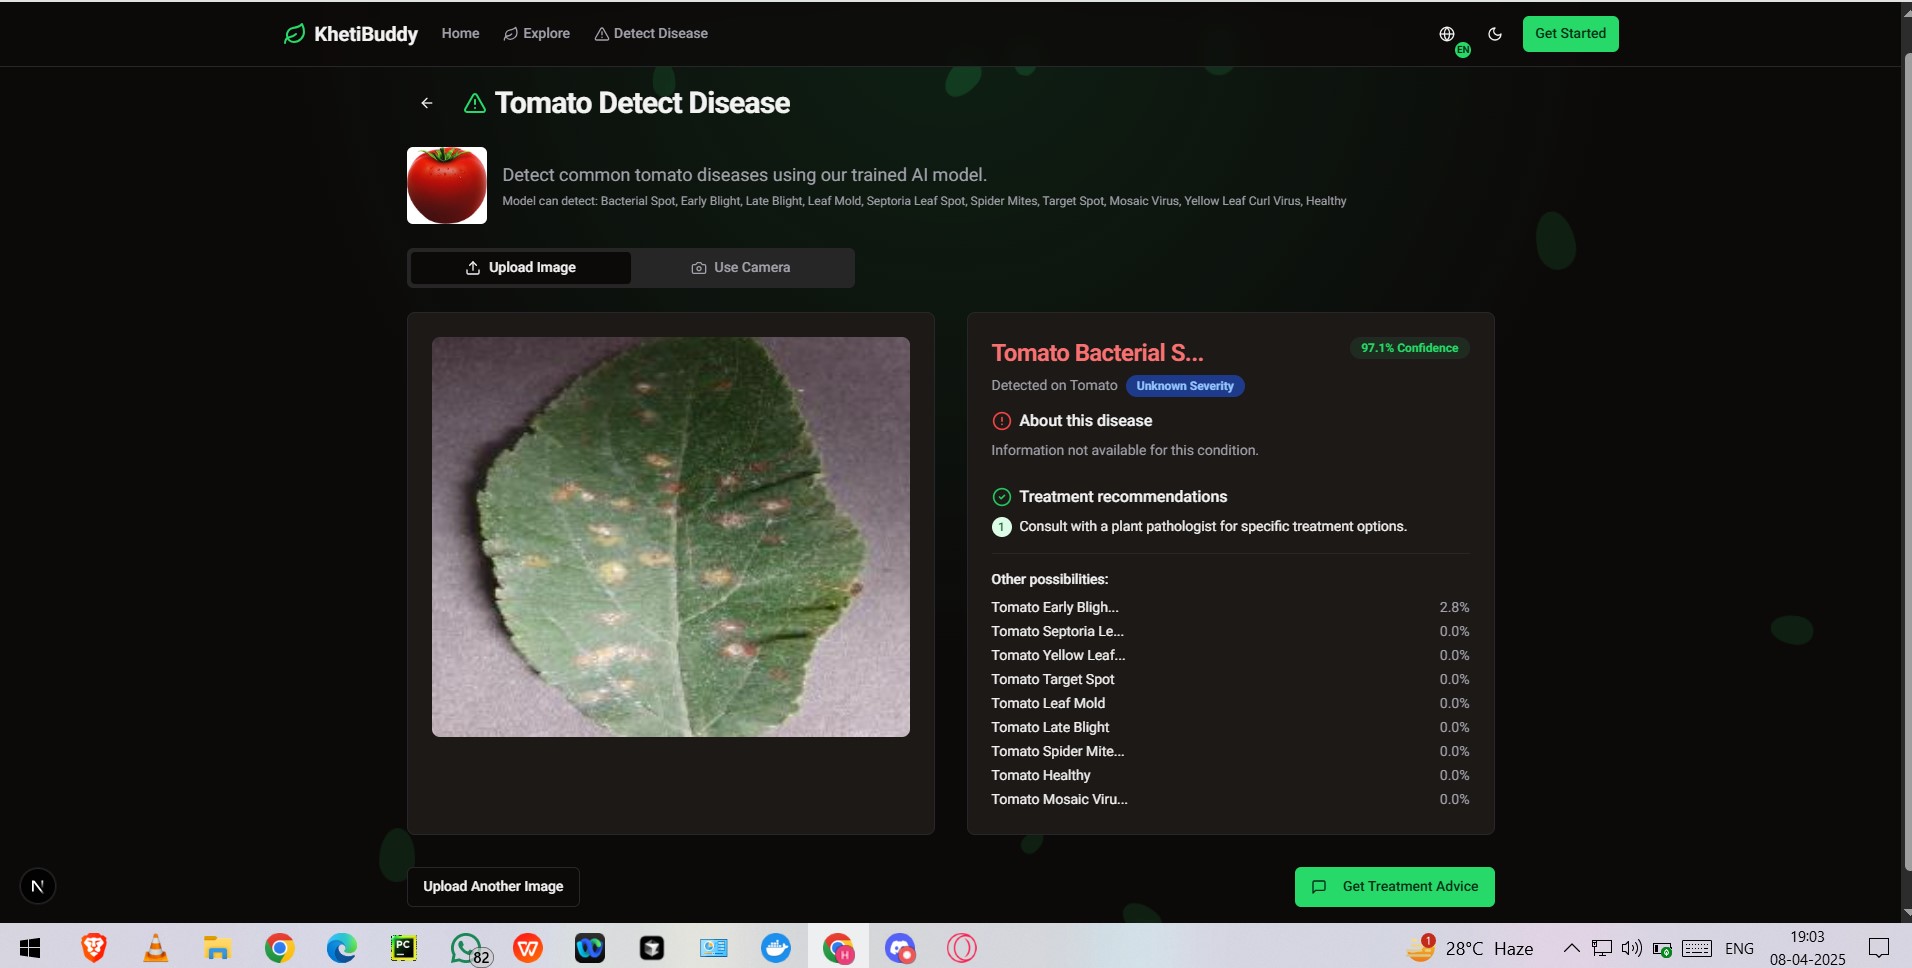 KhetiBuddy Home Explore Detect Disease EN Get Started
Tomato Detect Disease
Detect common tomato diseases using our trained AI model.
Model can detect: Bacterial Spot, Early Blight, Late Blight, Leaf Mold, Septoria Leaf Spot, Spider Mites, Target Spot, Mosaic Virus, Yellow Leaf Curl Virus, Healthy
Upload Image Use Camera
Tomato Bacterial S... 97.1% Confidence
Detected on Tomato Unknown Severity
About this disease
Information not available for this condition.
Treatment recommendations
1 Consult with a plant pathologist for specific treatment options.
Other possibilities:
Tomato Early Bligh... 2.8%
Tomato Septoria Le... 0.0%
Tomato Yellow Leaf... 0.0%
Tomato Target Spot 0.0%
Tomato Leaf Mold 0.0%
Tomato Late Blight 0.0%
Tomato Spider Mite... 0.0%
Tomato Healthy 0.0%
Tomato Mosaic Viru... 0.0%
Upload Another Image Get Treatment Advice
N
PC 82 W H 1 28°C Haze ENG 19:03
08-04-2025